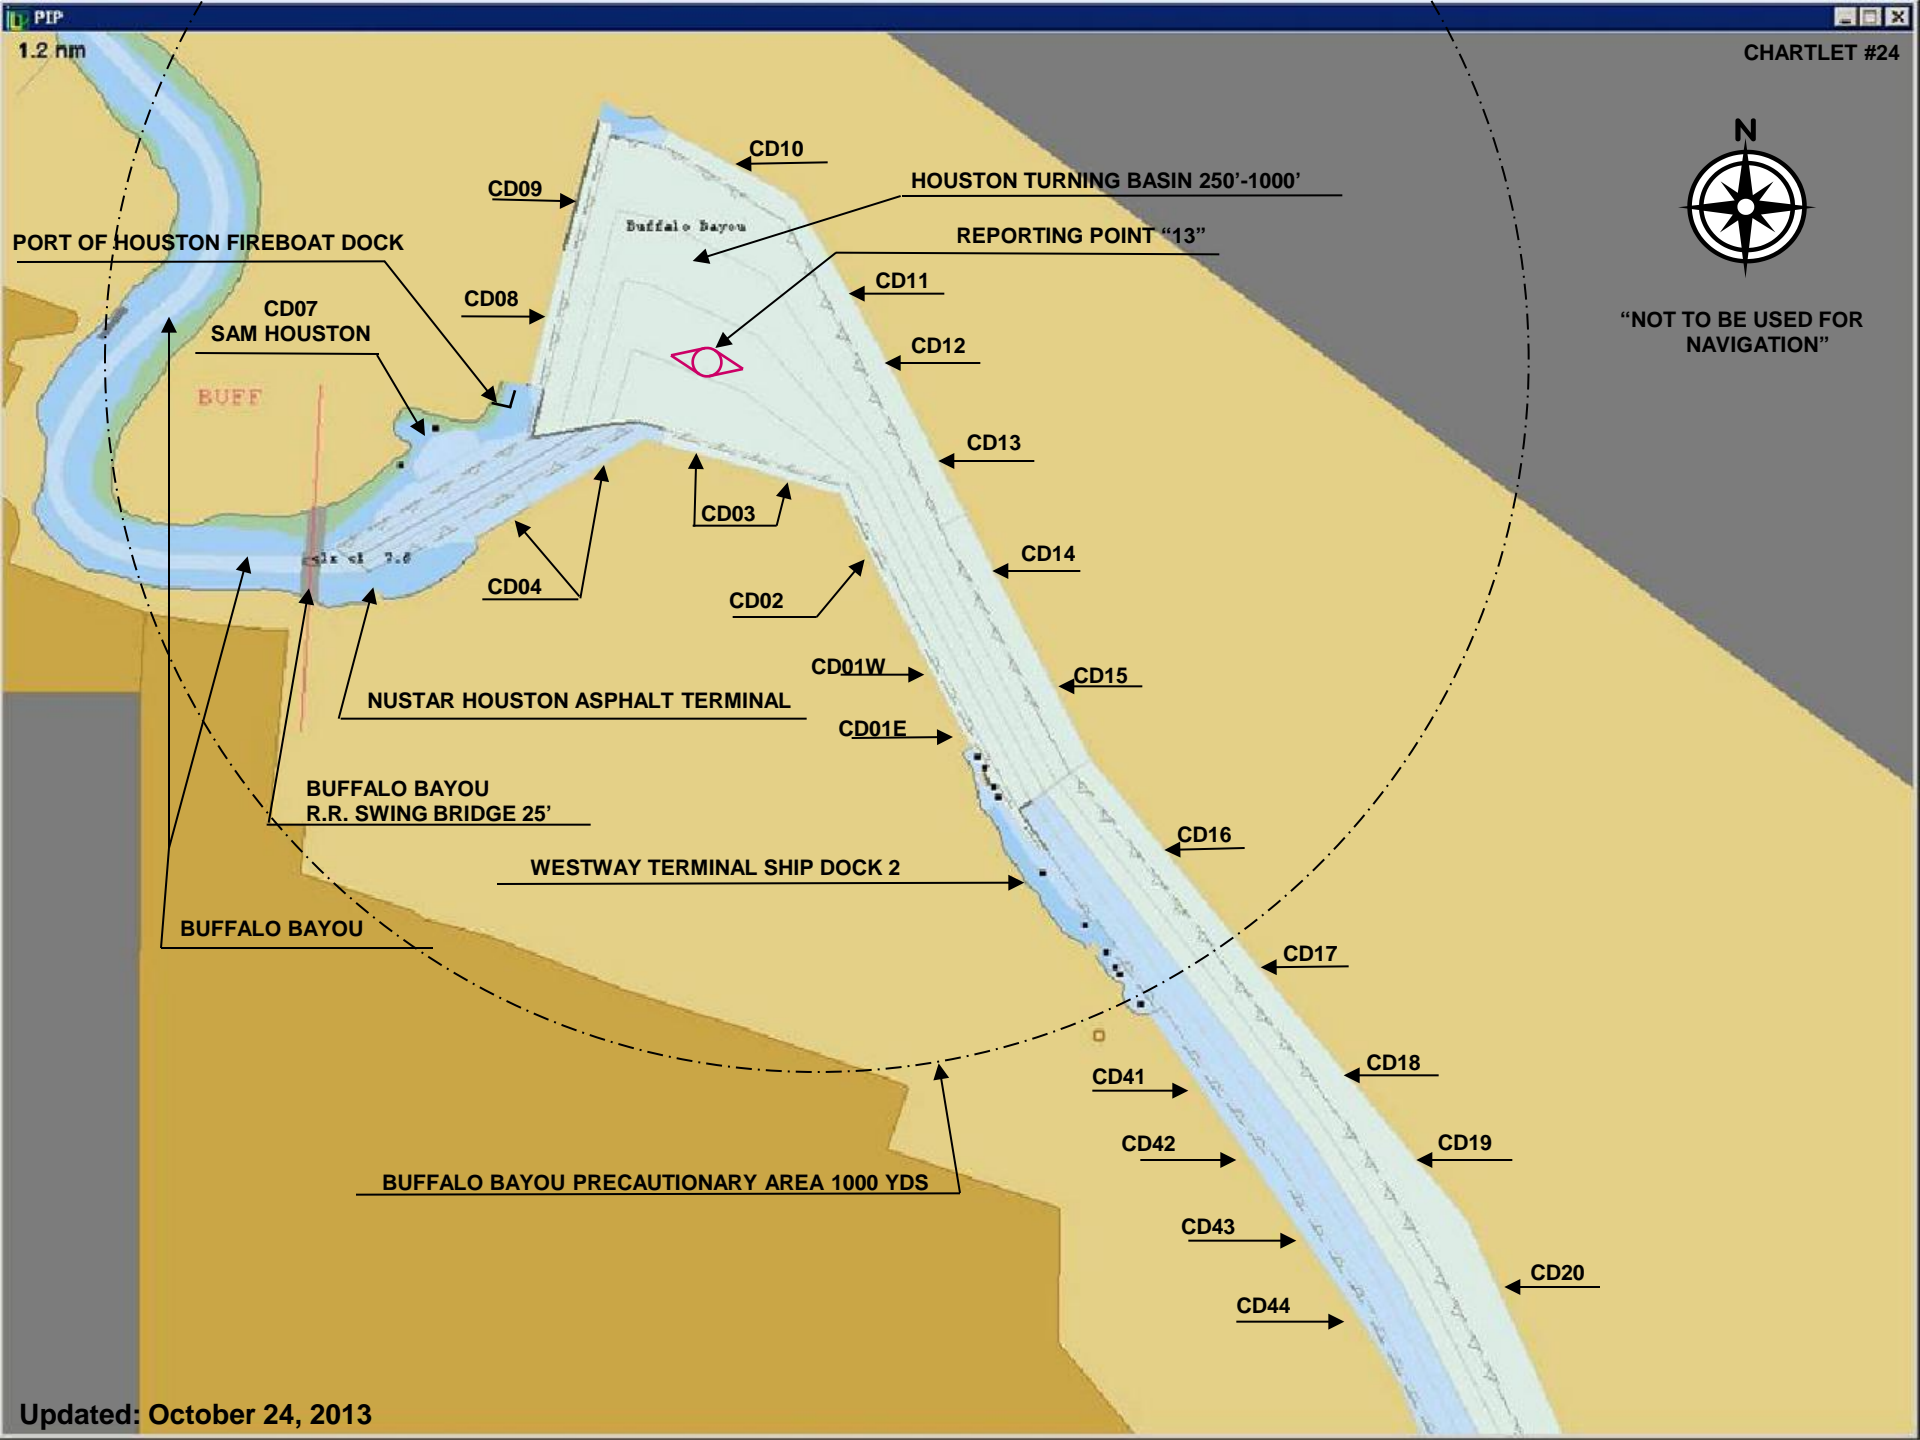 PIP
1.2 nm
CHARTLET #24
N
“NOT TO BE USED FOR
NAVIGATION”
CD10
CD09
HOUSTON TURNING BASIN 250’-1000’
Buffalo Bayou
REPORTING POINT “13”
PORT OF HOUSTON FIREBOAT DOCK
CD11
CD08
CD07
SAM HOUSTON
CD12
BUFF
CD13
CD03
CD14
CD04
CD02
CD01W
CD15
NUSTAR HOUSTON ASPHALT TERMINAL
CD01E
BUFFALO BAYOU
R.R. SWING BRIDGE 25’
CD16
WESTWAY TERMINAL SHIP DOCK 2
BUFFALO BAYOU
CD17
CD18
CD41
CD42
CD19
BUFFALO BAYOU PRECAUTIONARY AREA 1000 YDS
CD43
CD20
CD44
Updated: October 24, 2013